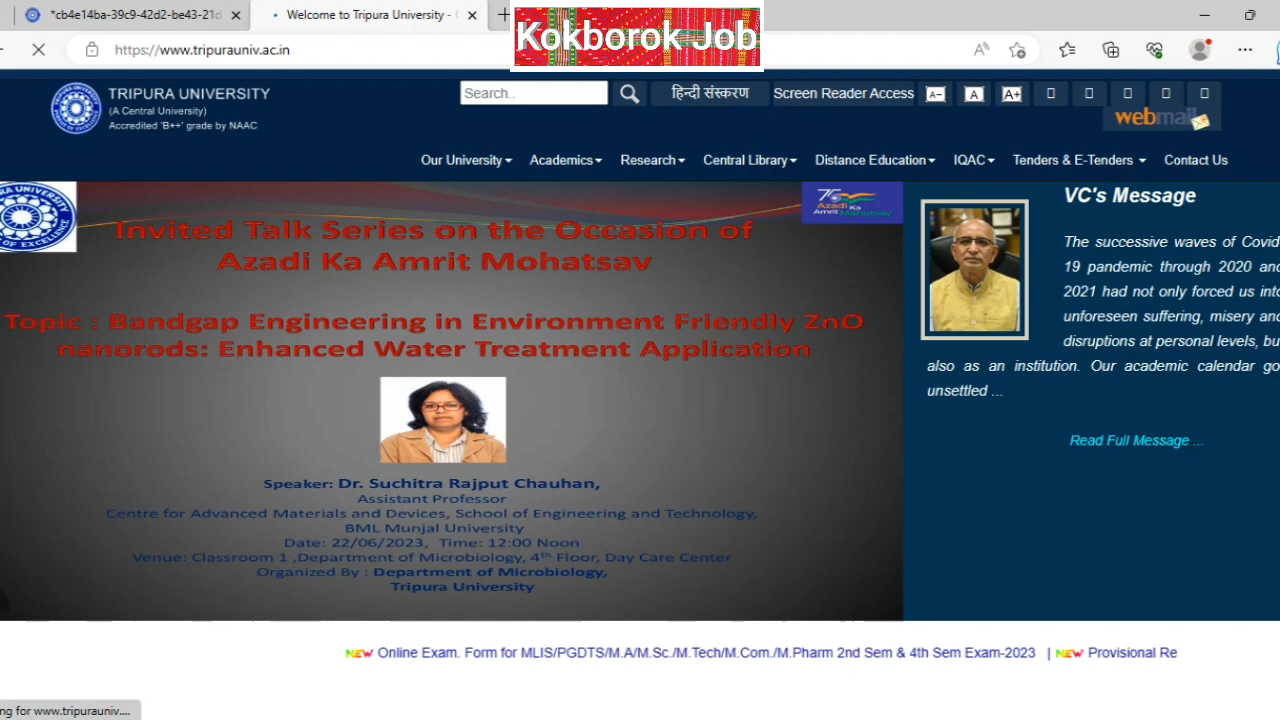 *cb4e14ba-39c9-42d2-be43-21d
Welcome to Tripura University -
Kokborok Job
https://www.tripurauniv.ac.in
TRIPURA UNIVERSITY
(A Central University)
Accredited 'B++' grade by NAAC
Search..
हिन्दी संस्करण
Screen Reader Access
A−
A
A+
webmail
Our University
Academics
Research
Central Library
Distance Education
IQAC
Tenders & E-Tenders
Contact Us
Invited Talk Series on the Occasion of
Azadi Ka Amrit Mohatsav
75
Azadi Ka
Amrit Mahotsav
Topic : Bandgap Engineering in Environment Friendly ZnO
nanorods: Enhanced Water Treatment Application
Speaker: Dr. Suchitra Rajput Chauhan,
Assistant Professor
Centre for Advanced Materials and Devices, School of Engineering and Technology,
BML Munjal University
Date: 22/06/2023, Time: 12:00 Noon
Venue: Classroom 1 ,Department of Microbiology, 4th Floor, Day Care Center
Organized By : Department of Microbiology,
Tripura University
VC's Message
The successive waves of Covid-
19 pandemic through 2020 and
2021 had not only forced us into
unforeseen suffering, misery and
disruptions at personal levels, but
also as an institution. Our academic calendar go
unsettled ...
Read Full Message ...
NEW Online Exam. Form for MLIS/PGDTS/M.A/M.Sc./M.Tech/M.Com./M.Pharm 2nd Sem & 4th Sem Exam-2023 | NEW Provisional Re
ng for www.tripurauniv....